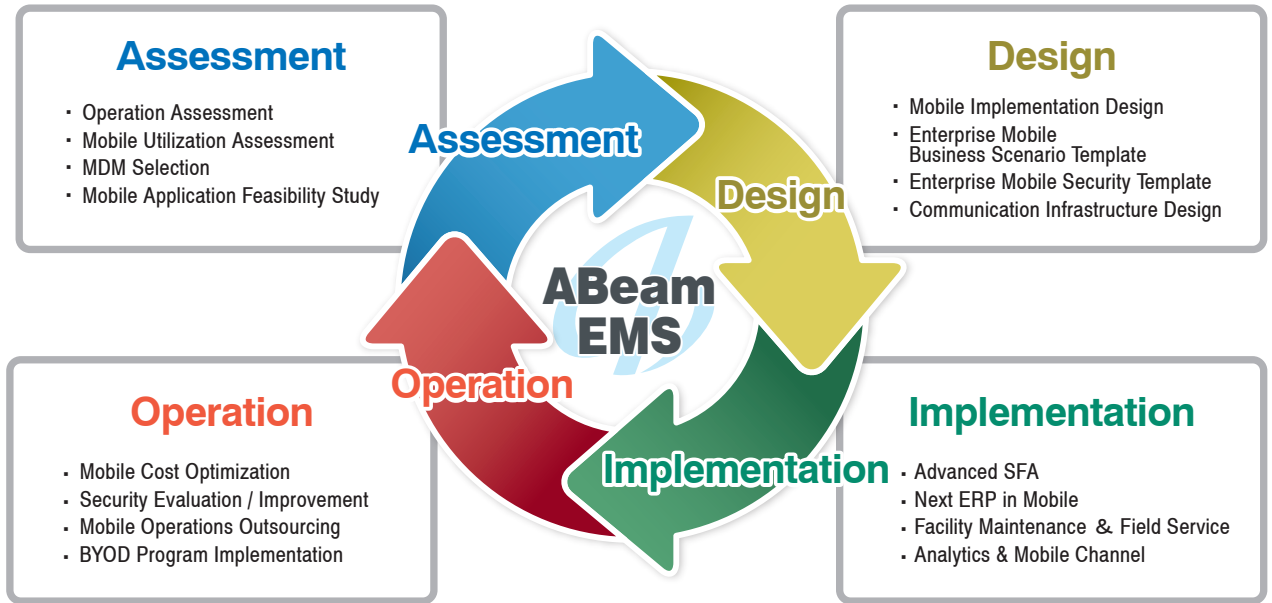 Assessment
· Operation Assessment
· Mobile Utilization Assessment
· MDM Selection
· Mobile Application Feasibility Study
Design
· Mobile Implementation Design
· Enterprise Mobile
Business Scenario Template
· Enterprise Mobile Security Template
· Communication Infrastructure Design
Assessment
Design
ABeam
EMS
Operation
Implementation
Operation
· Mobile Cost Optimization
· Security Evaluation / Improvement
· Mobile Operations Outsourcing
· BYOD Program Implementation
Implementation
· Advanced SFA
· Next ERP in Mobile
· Facility Maintenance & Field Service
· Analytics & Mobile Channel